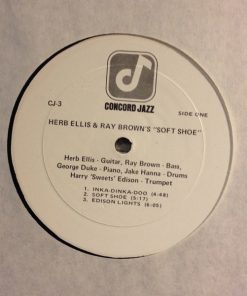 CONCORD JAZZ
CJ-3
SIDE ONE
HERB ELLIS & RAY BROWN'S "SOFT SHOE"
Herb Ellis - Guitar, Ray Brown - Bass,
George Duke - Piano, Jake Hanna - Drums
Harry 'Sweets' Edison - Trumpet
1. INKA-DINKA-DOO (4:48)
2. SOFT SHOE (5:17)
3. EDISON LIGHTS (6:05)